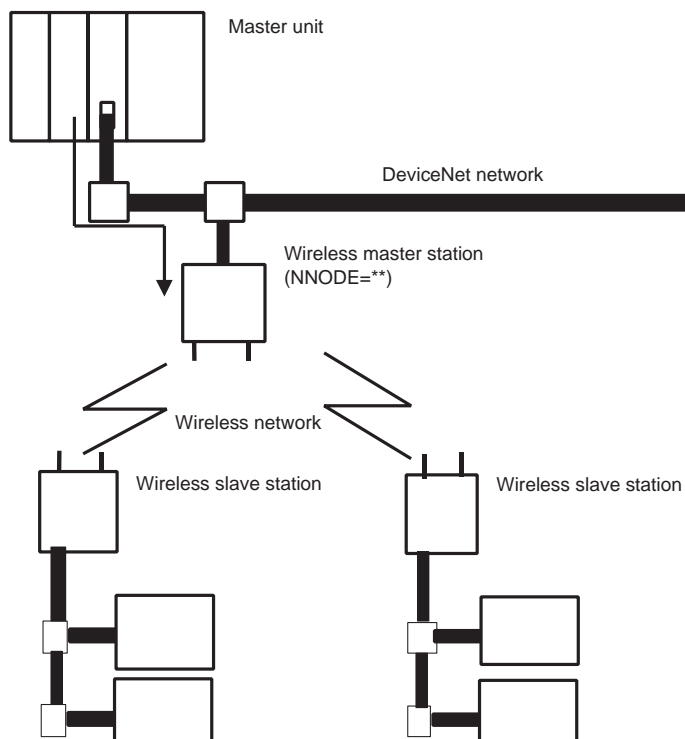 Master unit
DeviceNet network
Wireless master station
(NNODE=**)
Wireless network
Wireless slave station
Wireless slave station